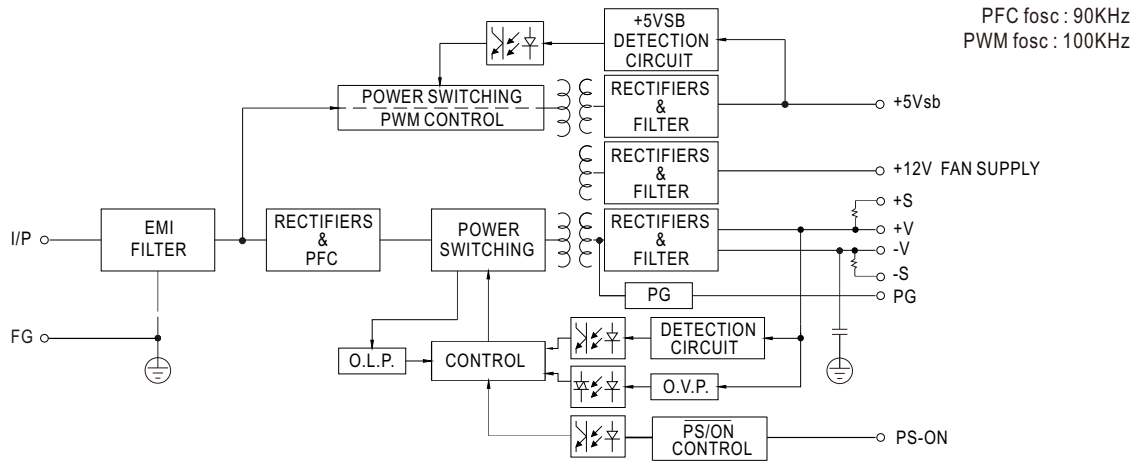 PFC fosc : 90KHz
PWM fosc : 100KHz
+5VSB
DETECTION
CIRCUIT
POWER SWITCHING
PWM CONTROL
RECTIFIERS
&
FILTER
+5Vsb
RECTIFIERS
&
FILTER
+12V FAN SUPPLY
I/P
EMI
FILTER
RECTIFIERS
&
PFC
POWER
SWITCHING
RECTIFIERS
&
FILTER
+S
+V
-V
-S
PG
PG
FG
O.L.P.
CONTROL
DETECTION
CIRCUIT
O.V.P.
PS/ON
CONTROL
PS-ON